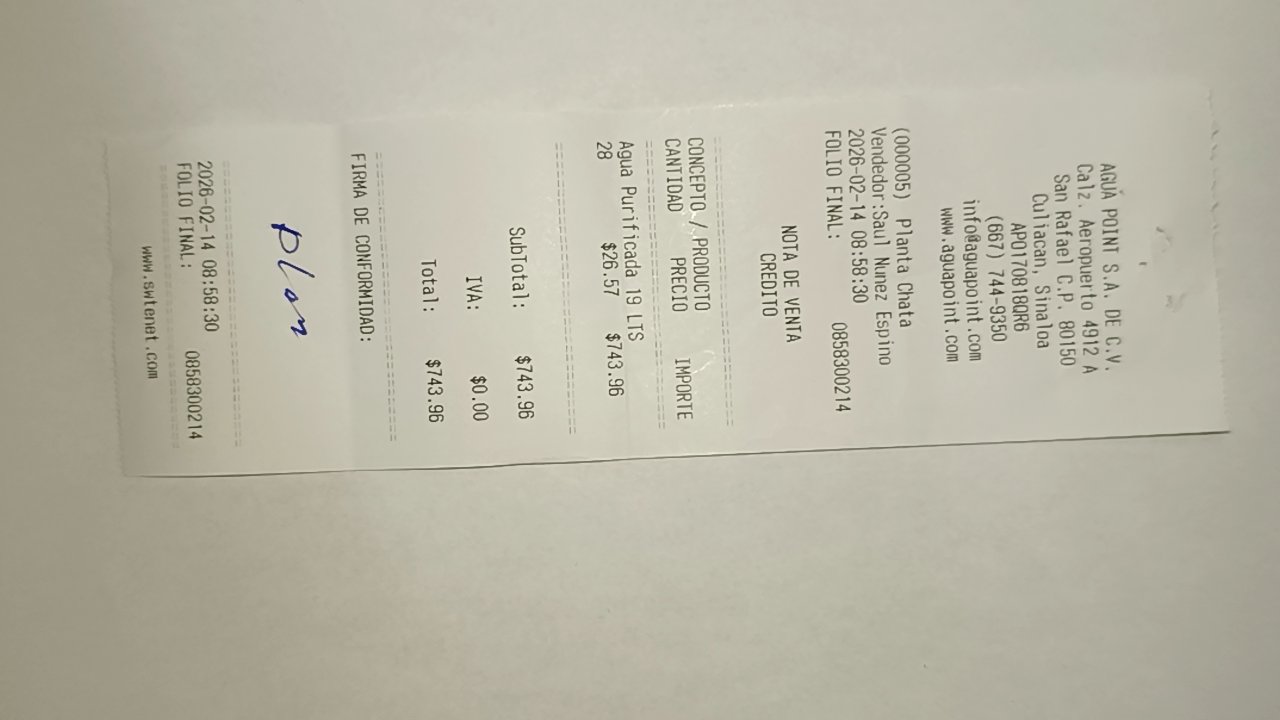 AGUA POINT S.A. DE C.V.
Calz. Aeropuerto 4912 A
San Rafael C.P. 80150
Culiacan, Sinaloa
APO170818QR6
(667) 744-9350
info@aguapoint.com
www.aguapoint.com
(000005) Planta Chata
Vendedor:Saul Nunez Espino
2026-02-14 08:58:30
FOLIO FINAL: 0858300214
NOTA DE VENTA
CREDITO
CONCEPTO / PRODUCTO
CANTIDAD PRECIO IMPORTE
Agua Purificada 19 LTS
28 $26.57 $743.96
SubTotal: $743.96
IVA: $0.00
Total: $743.96
FIRMA DE CONFORMIDAD:
2026-02-14 08:58:30
FOLIO FINAL: 0858300214
www.swtenet.com